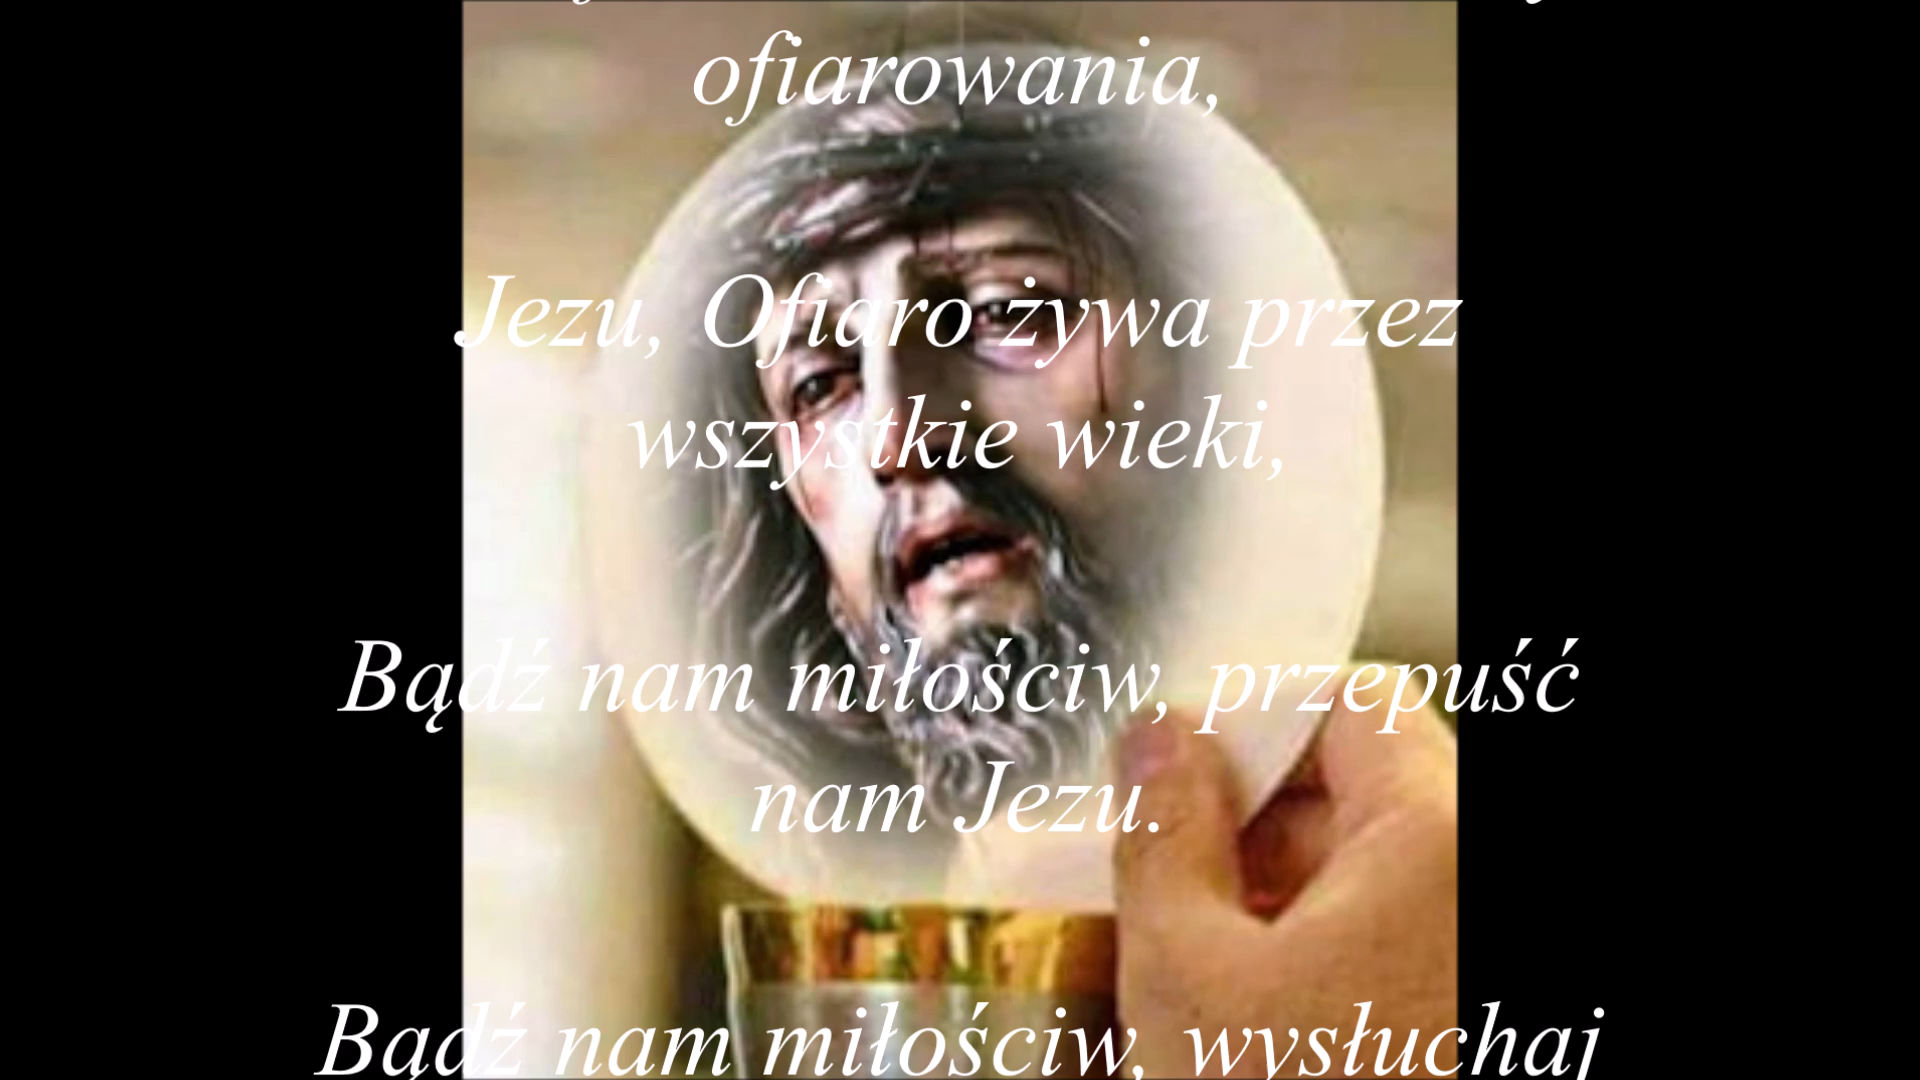 ofiarowania,
Jezu, Ofiaro żywa przez
wszystkie wieki,
Bądź nam miłościw, przepuść
nam Jezu.
Bądź nam miłościw, wysłuchaj